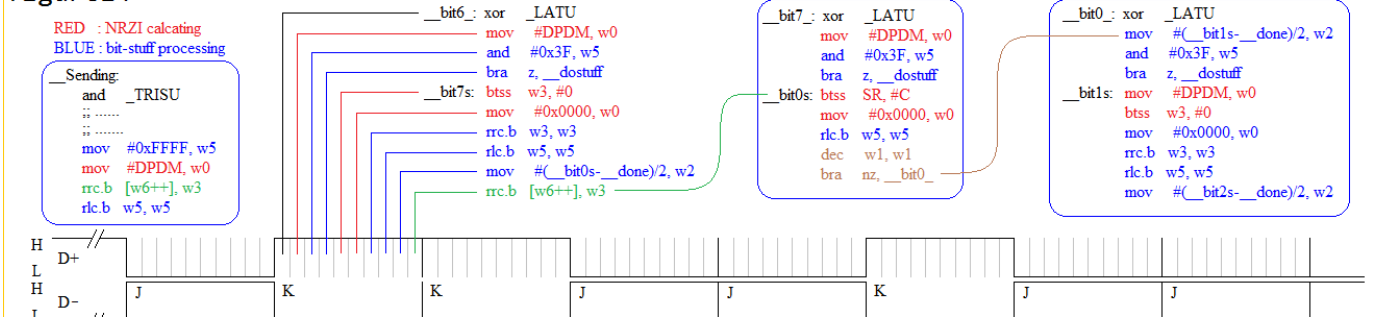 RED : NRZI calcating
BLUE : bit-stuff processing
__Sending:
and _TRISU
;; ......
;; .......
mov #0xFFFF, w5
mov #DPDM, w0
rrc.b [w6++], w3
rlc.b w5, w5
__bit6_: xor _LATU
mov #DPDM, w0
and #0x3F, w5
bra z, __dostuff
__bit7s: btss w3, #0
mov #0x0000, w0
rrc.b w3, w3
rlc.b w5, w5
mov #(__bit0s-__done)/2, w2
rrc.b [w6++], w3
__bit7_: xor _LATU
mov #DPDM, w0
and #0x3F, w5
bra z, __dostuff
__bit0s: btss SR, #C
mov #0x0000, w0
rlc.b w5, w5
dec w1, w1
bra nz, __bit0_
__bit0_: xor _LATU
mov #(__bit1s-__done)/2, w2
and #0x3F, w5
bra z, __dostuff
__bit1s: mov #DPDM, w0
btss w3, #0
mov #0x0000, w0
rrc.b w3, w3
rlc.b w5, w5
mov #(__bit2s-__done)/2, w2
H
D+
L
H
D-
J K K J J K J J